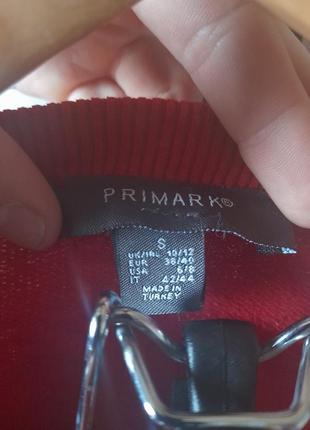 PRIMARK®
S
UK/IRL 10/12
EUR 38/40
USA 6/8
IT 42/44
MADE IN
TURKEY